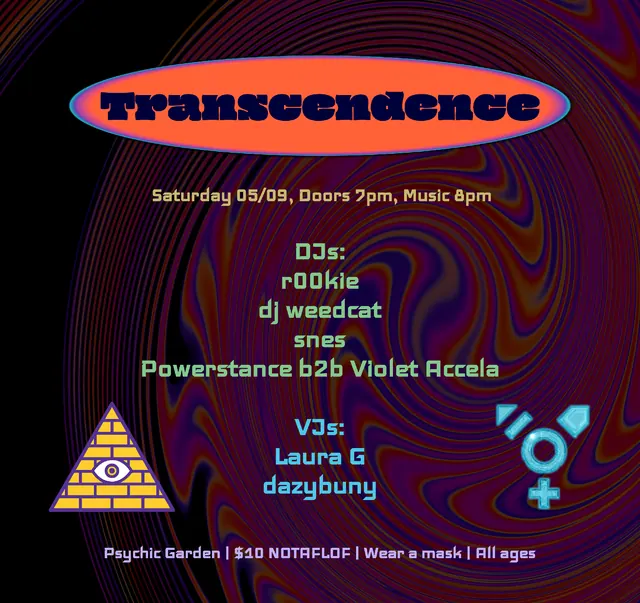 Transcendence
Saturday 05/09, Doors 7pm, Music 8pm
DJs:
r00kie
dj weedcat
snes
Powerstance b2b Violet Accela
VJs:
Laura G
dazybuny
Psychic Garden | $10 NOTAFLOF | Wear a mask | All ages